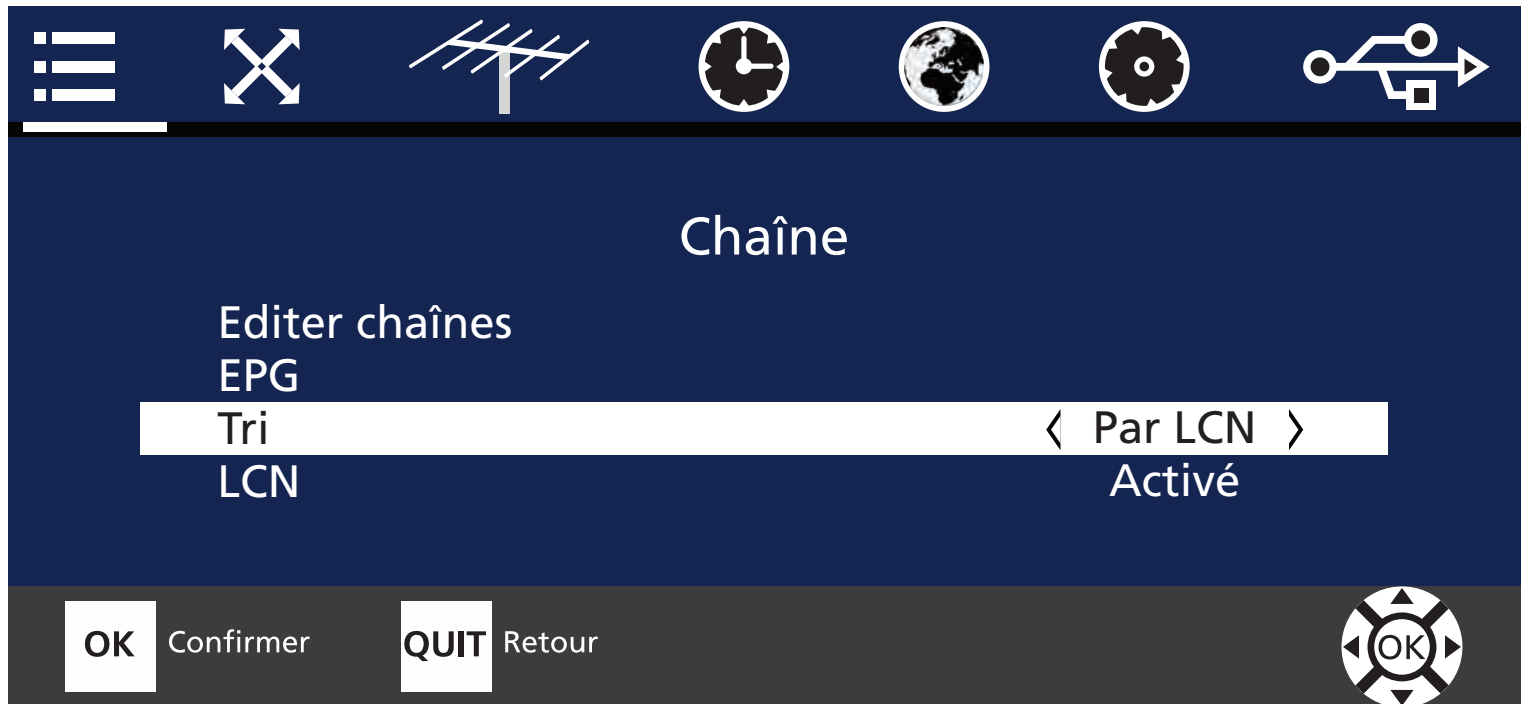 Chaîne
Editer chaînes
EPG
Tri Par LCN
LCN Activé
OK Confirmer QUIT Retour OK